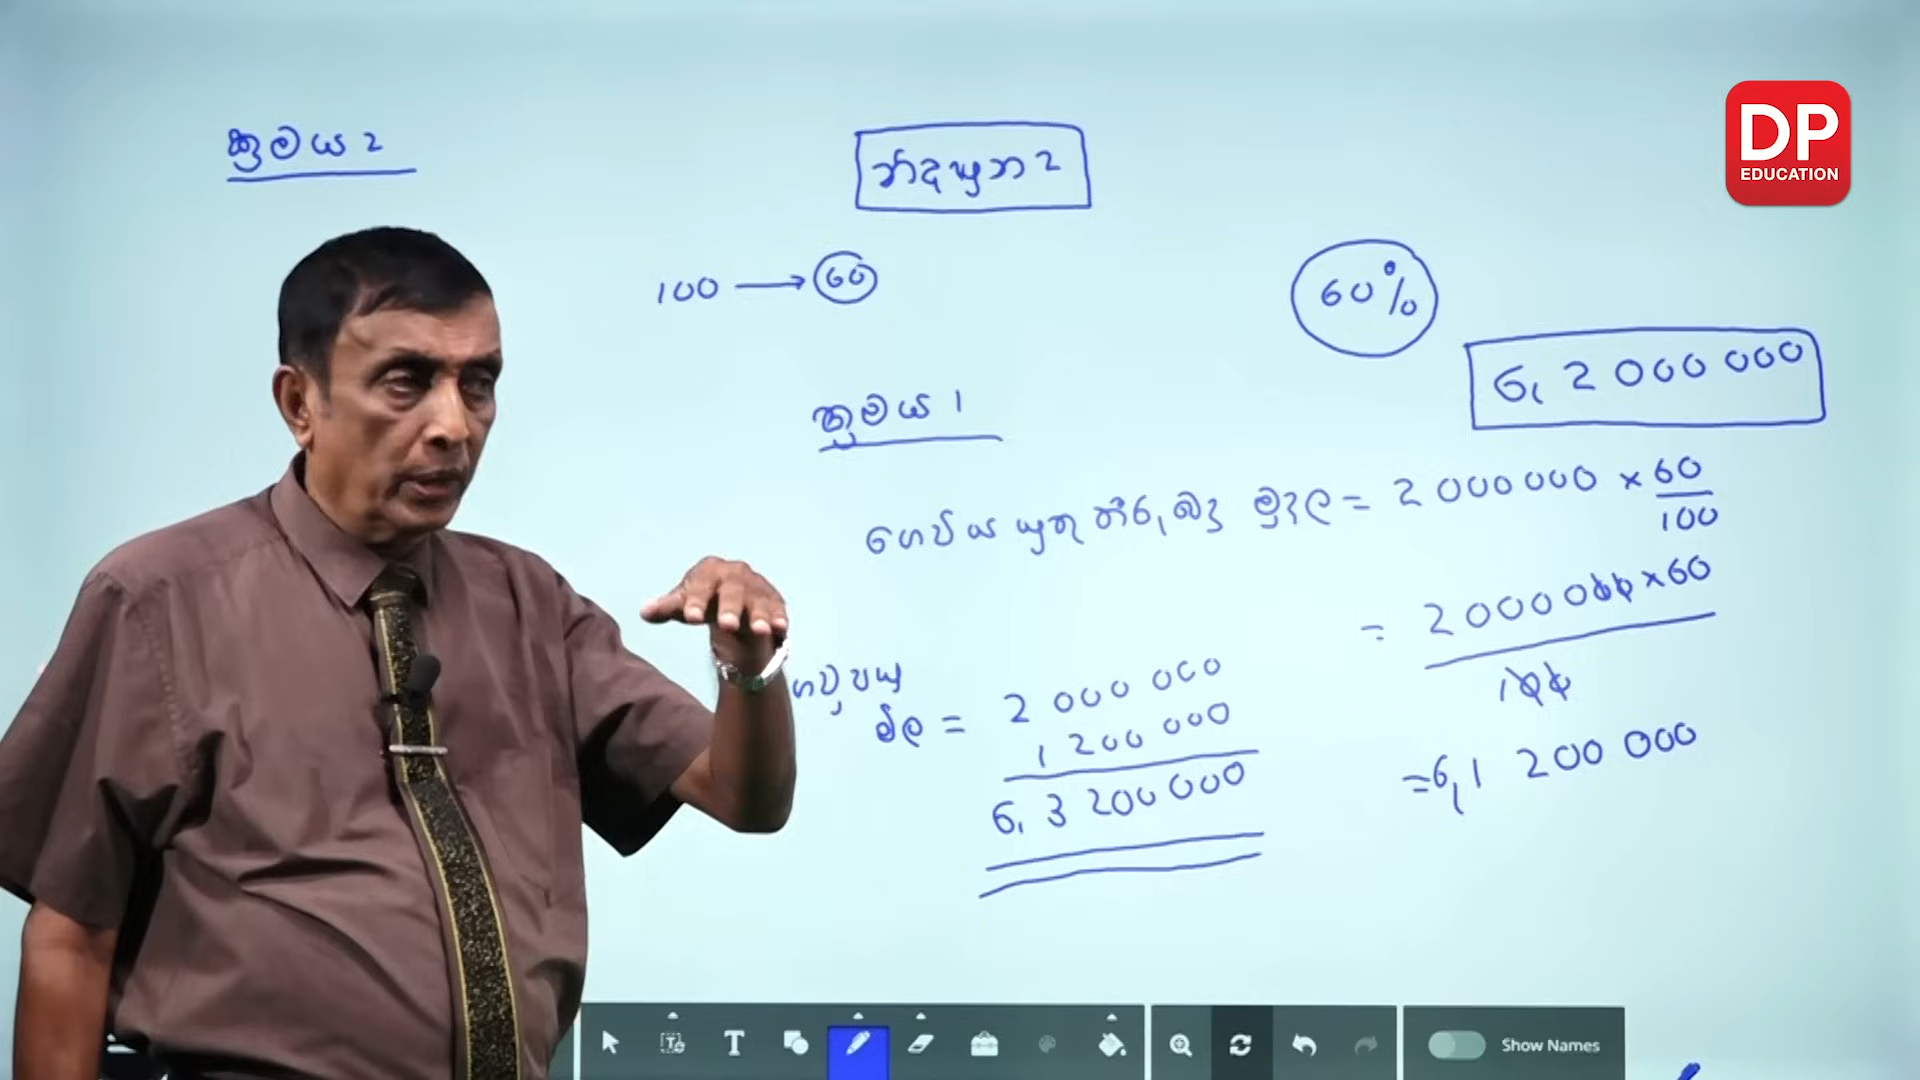 ක්‍රමය 2
නිදසුන 2
DP
EDUCATION
100 → 60
60%
රු, 2 000 000
ක්‍රමය 1
ගෙවිය යුතු තීරු, බදු මුදල = 2 000 000 × 60/100
= 2 000 000 × 60
100
= රු, 1 200 000
ගෙවූ පසු
මිල = 2 000 000
1 200 000
රු, 3 200 000
Show Names